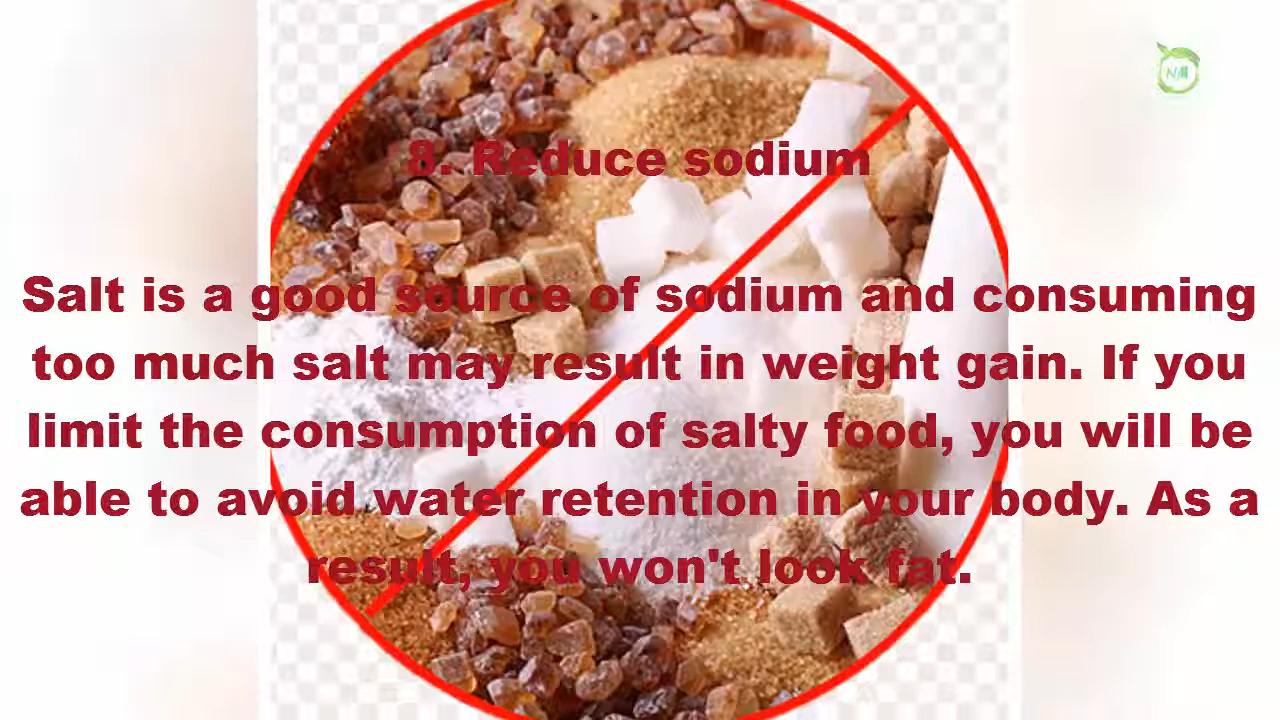 8. Reduce sodium
Salt is a good source of sodium and consuming
too much salt may result in weight gain. If you
limit the consumption of salty food, you will be
able to avoid water retention in your body. As a
result, you won't look fat.